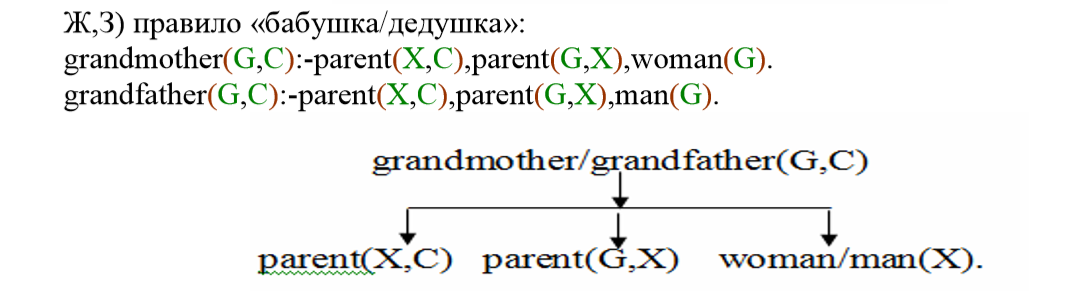 Ж,З) правило «бабушка/дедушка»:
grandmother(G,C):-parent(X,C),parent(G,X),woman(G).
grandfather(G,C):-parent(X,C),parent(G,X),man(G).
grandmother/grandfather(G,C)
parent(X,C) parent(G,X) woman/man(X).